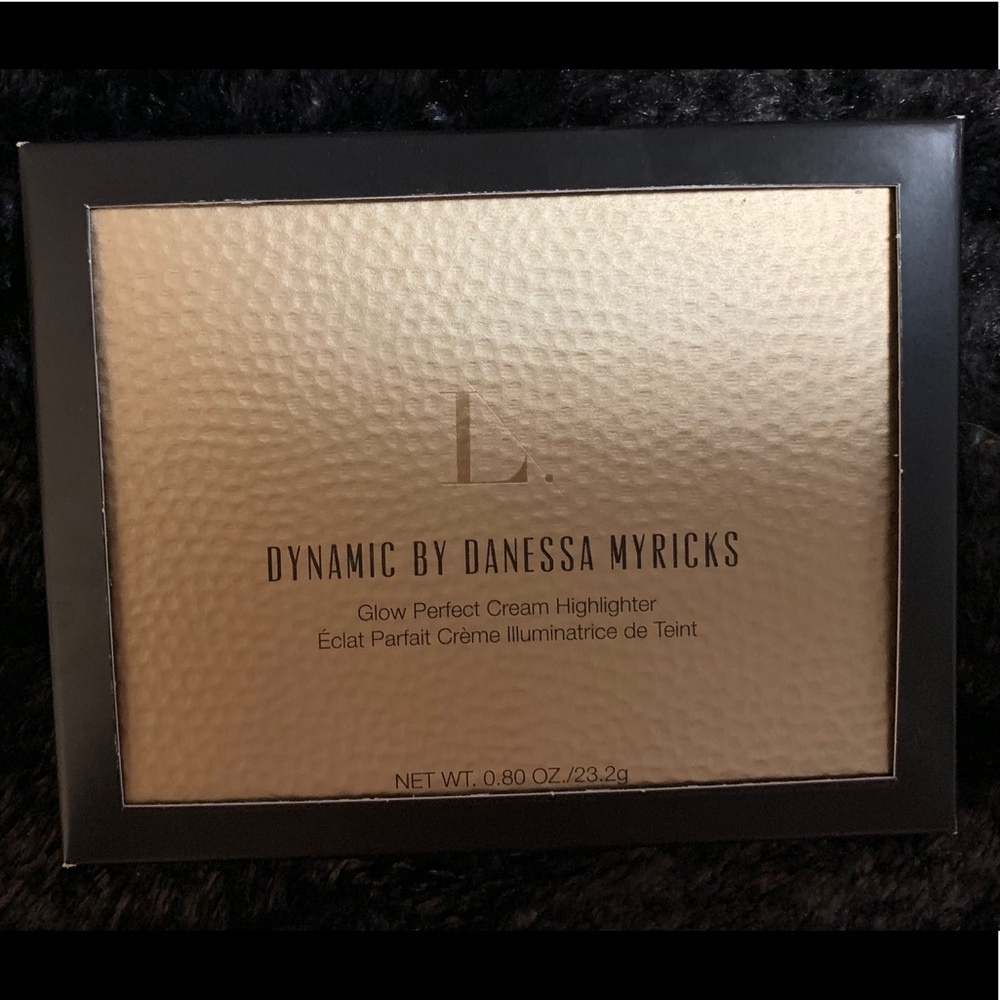 L.
DYNAMIC BY DANESSA MYRICKS
Glow Perfect Cream Highlighter
Éclat Parfait Crème Illuminatrice de Teint
NET WT. 0.80 OZ./23.2g